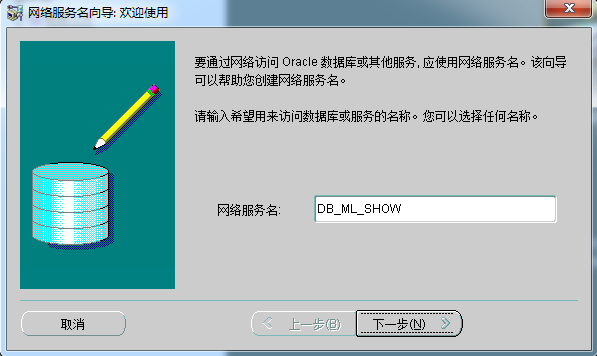 网络服务名向导: 欢迎使用
要通过网络访问 Oracle 数据库或其他服务, 应使用网络服务名。该向导
可以帮助您创建网络服务名。
请输入希望用来访问数据库或服务的名称。您可以选择任何名称。
网络服务名:
DB_ML_SHOW
取消
上一步(B)
下一步(N)